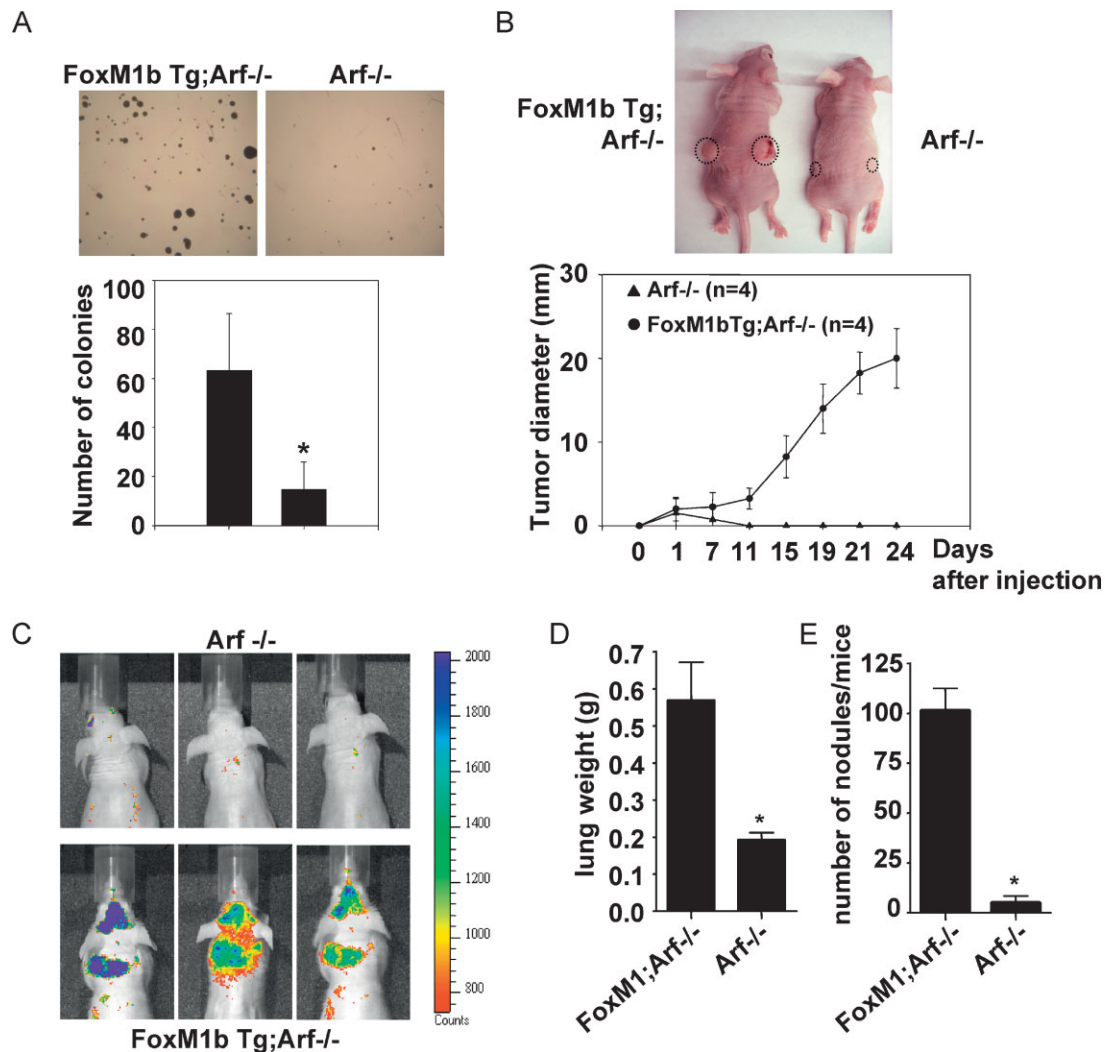 A
FoxM1b Tg;Arf-/- Arf-/-
Number of colonies
100
80
60
40
20
0
*
B
FoxM1b Tg;
Arf-/-
Arf-/-
Tumor diameter (mm)
30
20
10
0
▲ Arf-/- (n=4)
● FoxM1bTg;Arf-/- (n=4)
0 1 7 11 15 19 21 24 Days
after injection
C
Arf -/-
FoxM1b Tg;Arf-/-
2000
1800
1600
1400
1200
1000
800
Counts
D
lung weight (g)
0.7
0.6
0.5
0.4
0.3
0.2
0.1
0.0
*
FoxM1;Arf-/-
Arf-/-
E
number of nodules/mice
125
100
75
50
25
0
*
FoxM1;Arf-/-
Arf-/-